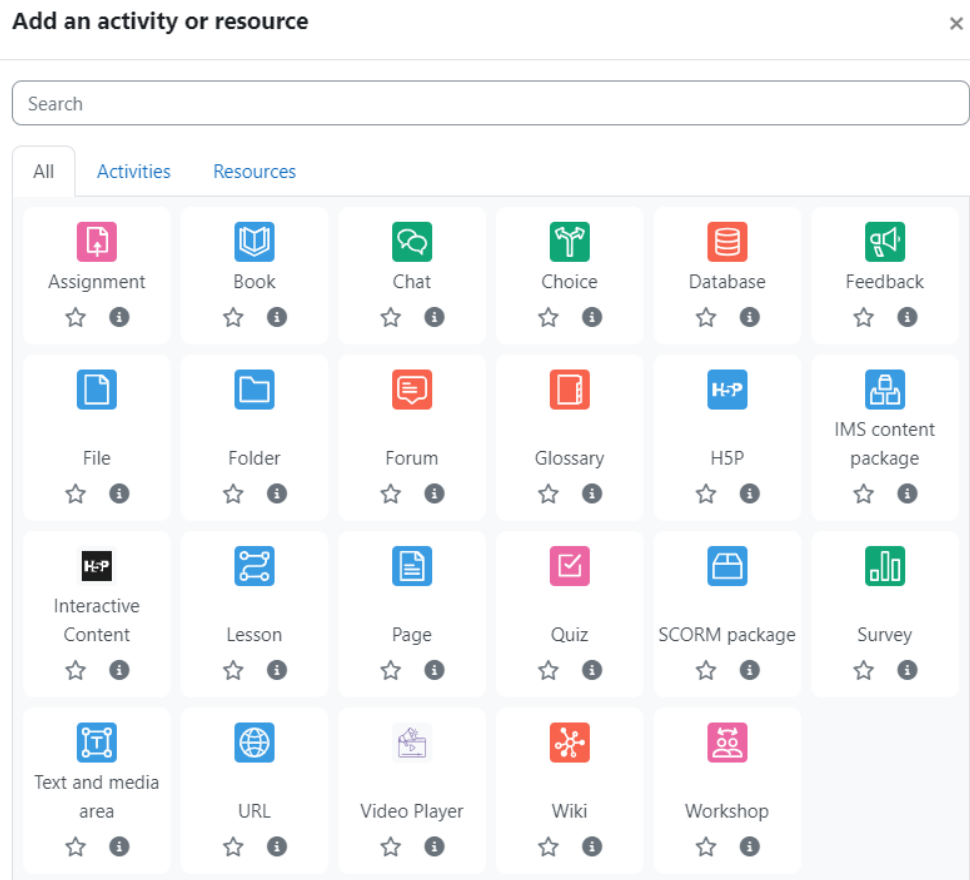 Add an activity or resource
×
Search
All Activities Resources
Assignment Book Chat Choice Database Feedback
File Folder Forum Glossary H5P IMS content
package
Interactive
Content Lesson Page Quiz SCORM package Survey
Text and media
area URL Video Player Wiki Workshop